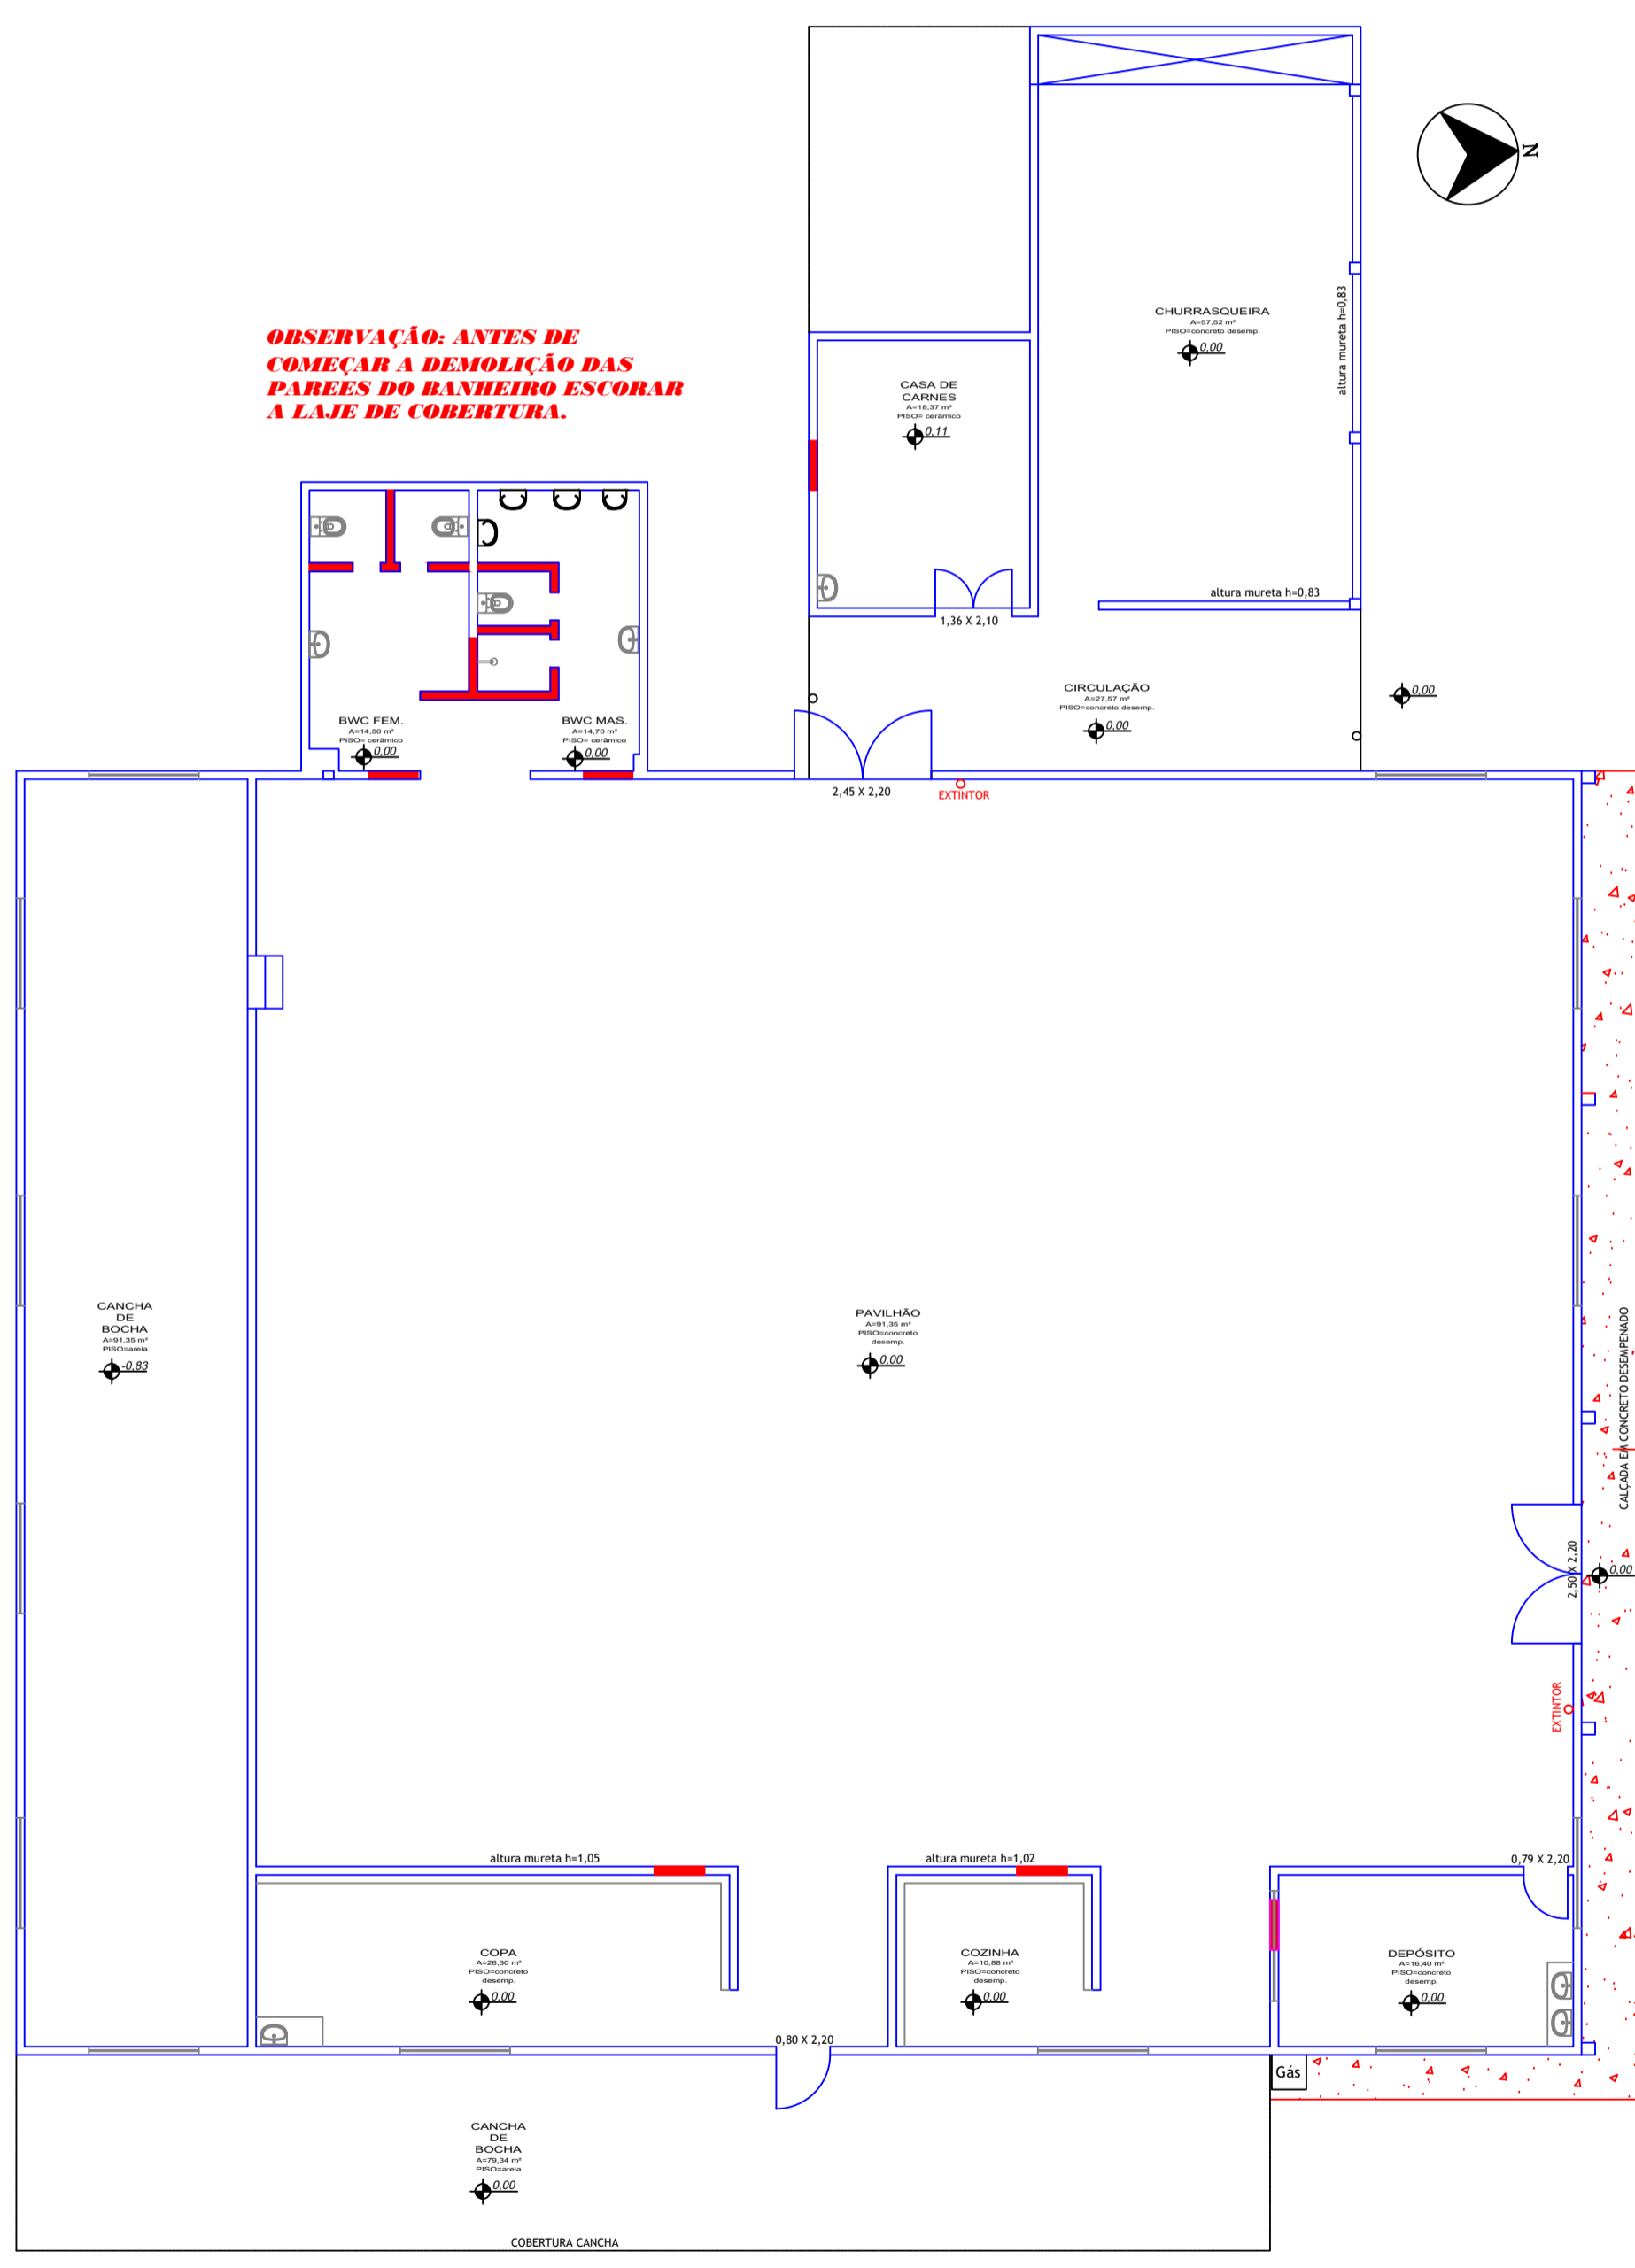 N
OBSERVAÇÃO: ANTES DE
COMEÇAR A DEMOLIÇÃO DAS
PAREES DO BANHEIRO ESCORAR
A LAJE DE COBERTURA.
CHURRASQUEIRA
A=57,52 m²
PISO=concreto desemp.
0,00
altura mureta h=0,83
CASA DE
CARNES
A=18,37 m²
PISO= cerâmico
0,11
altura mureta h=0,83
1,36 X 2,10
CIRCULAÇÃO
A=27,57 m²
PISO=concreto desemp.
0,00
0,00
BWC FEM.
A=14,50 m²
PISO= cerâmico
0,00
BWC MAS.
A=14,70 m²
PISO= cerâmico
0,00
2,45 X 2,20
EXTINTOR
CANCHA
DE
BOCHA
A=91,35 m²
PISO=areia
-0,83
PAVILHÃO
A=91,35 m²
PISO=concreto
desemp.
0,00
CALÇADA EM CONCRETO DESEMPENADO
2,50 X 2,20
0,00
EXTINTOR
altura mureta h=1,05
altura mureta h=1,02
0,79 X 2,20
COPA
A=26,30 m²
PISO=concreto
desemp.
0,00
COZINHA
A=10,88 m²
PISO=concreto
desemp.
0,00
DEPÓSITO
A=16,40 m²
PISO=concreto
desemp.
0,00
0,80 X 2,20
Gás
CANCHA
DE
BOCHA
A=79,34 m²
PISO=areia
0,00
COBERTURA CANCHA